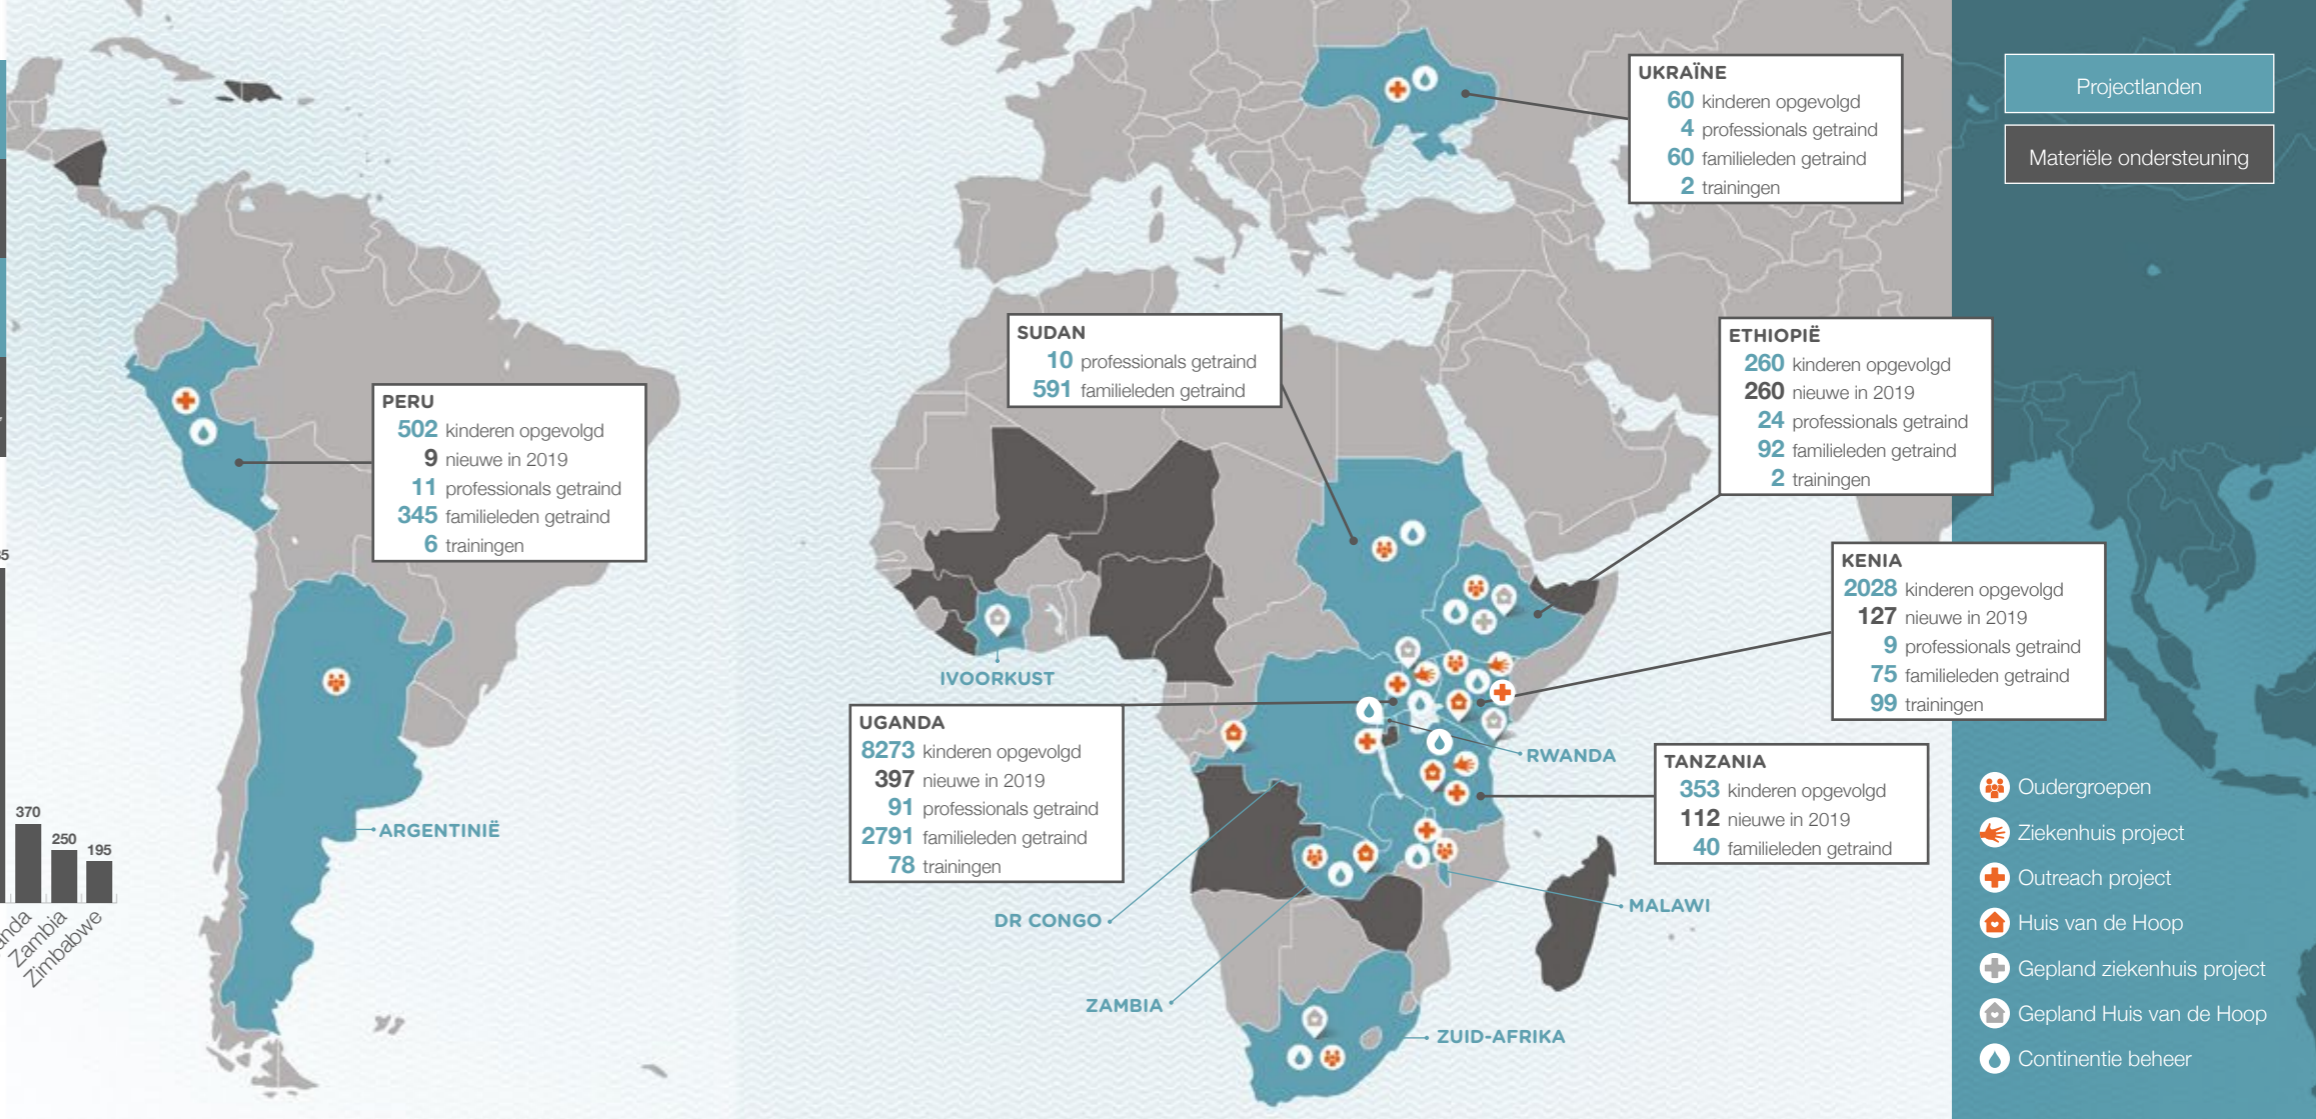 UKRAÏNE
60 kinderen opgevolgd
4 professionals getraind
60 familieleden getraind
2 trainingen
Projectlanden
Materiële ondersteuning
SUDAN
10 professionals getraind
591 familieleden getraind
ETHIOPIË
260 kinderen opgevolgd
260 nieuwe in 2019
24 professionals getraind
92 familieleden getraind
2 trainingen
PERU
502 kinderen opgevolgd
9 nieuwe in 2019
11 professionals getraind
345 familieleden getraind
6 trainingen
KENIA
2028 kinderen opgevolgd
127 nieuwe in 2019
9 professionals getraind
75 familieleden getraind
99 trainingen
IVOORKUST
UGANDA
8273 kinderen opgevolgd
397 nieuwe in 2019
91 professionals getraind
2791 familieleden getraind
78 trainingen
RWANDA
TANZANIA
353 kinderen opgevolgd
112 nieuwe in 2019
40 familieleden getraind
ARGENTINIË
DR CONGO
MALAWI
ZAMBIA
ZUID-AFRIKA
370
250
195
Zambia
Zimbabwe
Oudergroepen
Ziekenhuis project
Outreach project
Huis van de Hoop
Gepland ziekenhuis project
Gepland Huis van de Hoop
Continentie beheer